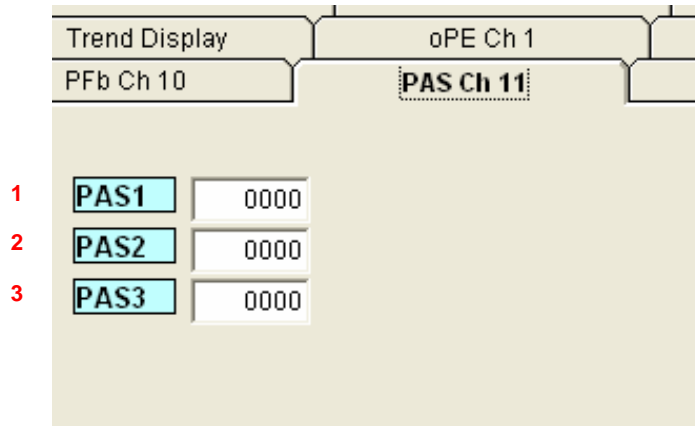 Trend Display oPE Ch 1
PFb Ch 10 PAS Ch 11
1 PAS1 0000
2 PAS2 0000
3 PAS3 0000